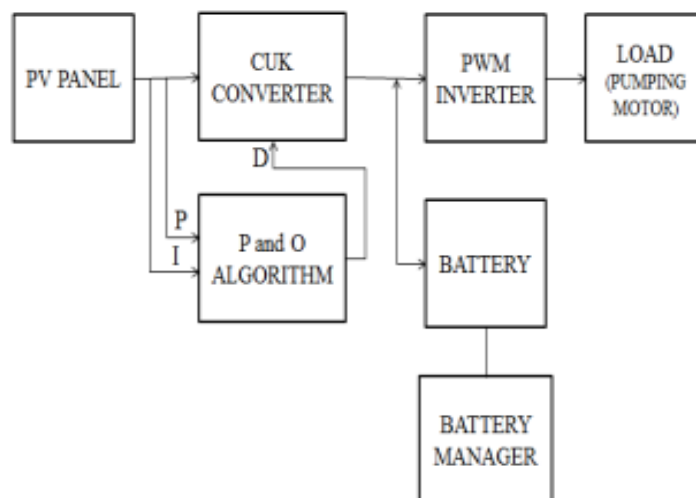 PV PANEL
CUK
CONVERTER
PWM
INVERTER
LOAD
(PUMPING
MOTOR)
D
P
I
P and O
ALGORITHM
BATTERY
BATTERY
MANAGER